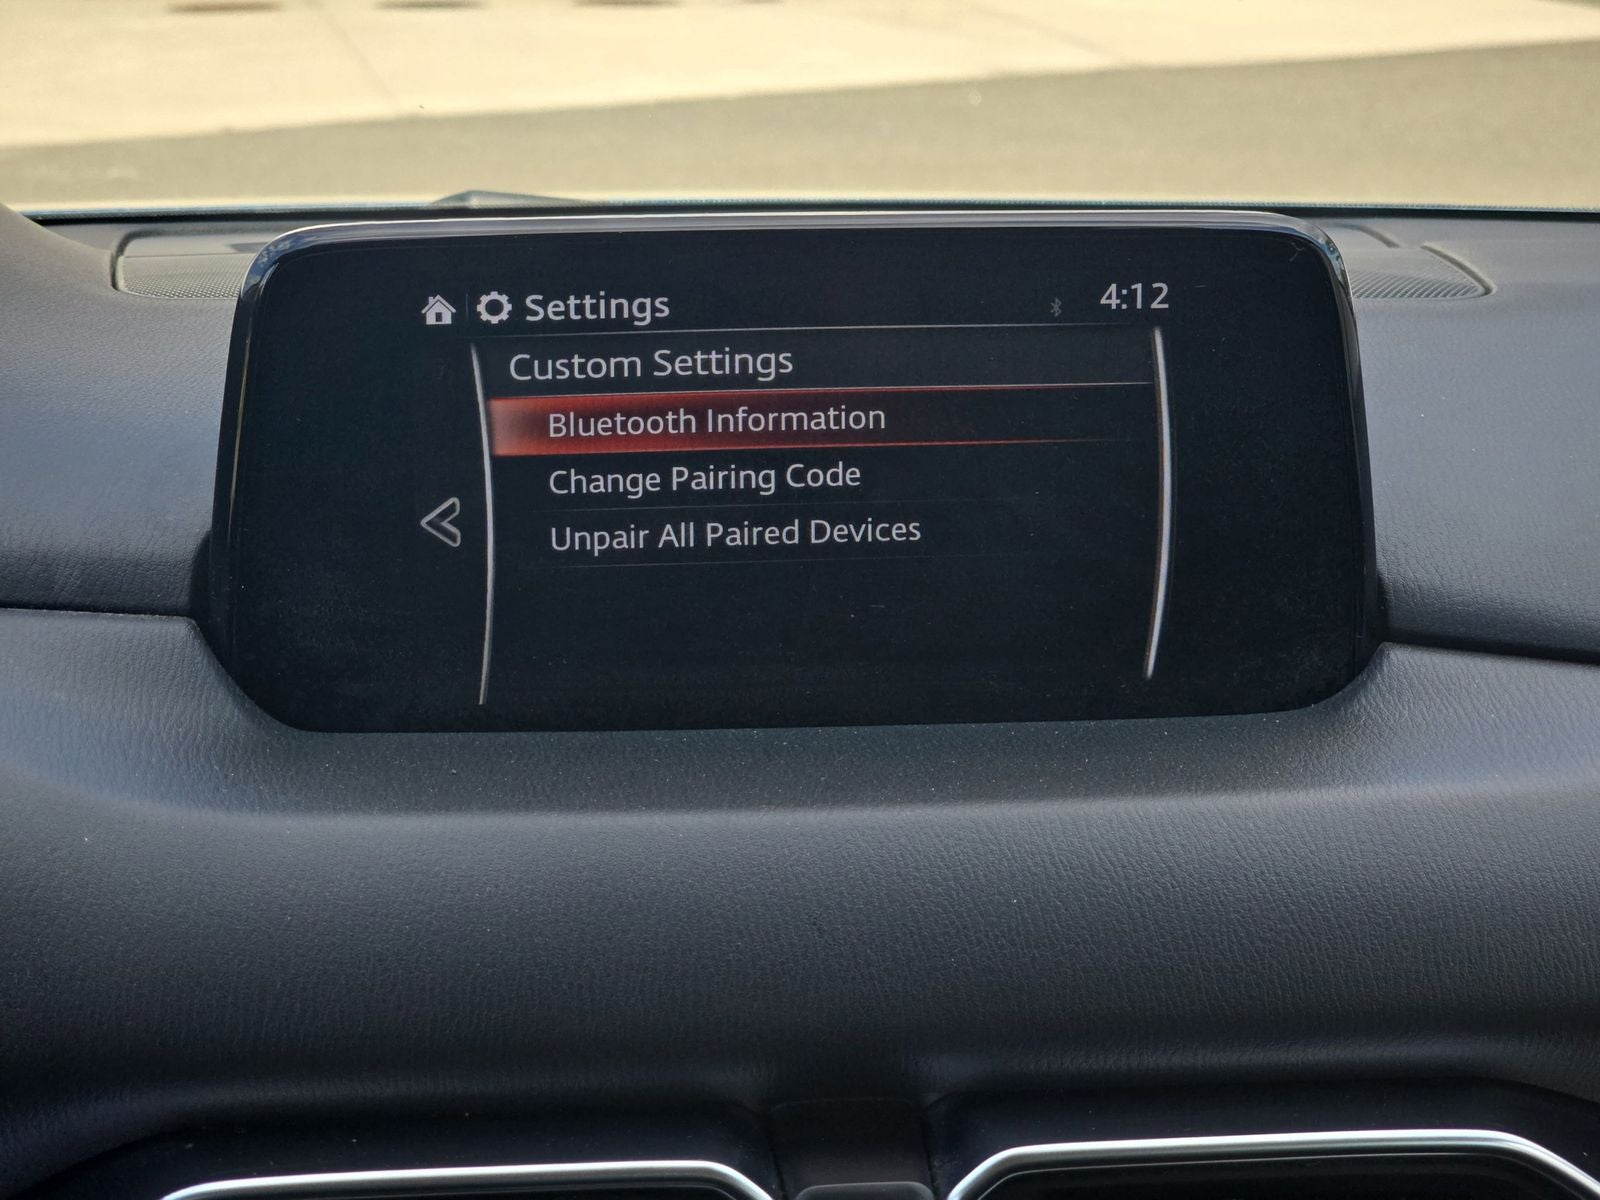 Settings
4:12
Custom Settings
Bluetooth Information
Change Pairing Code
Unpair All Paired Devices